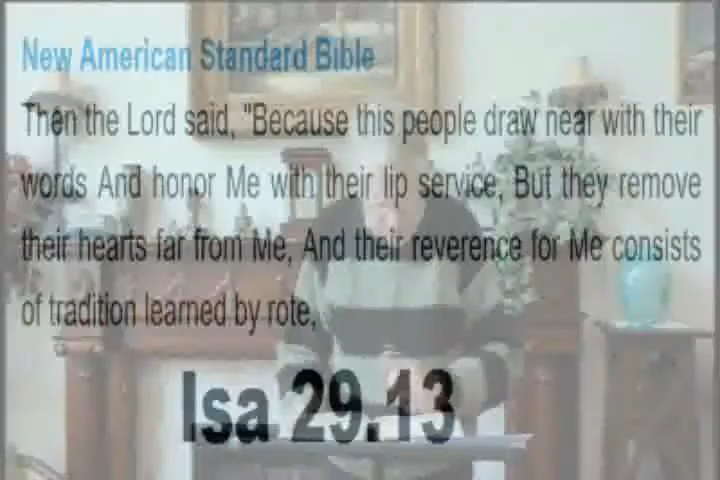 New American Standard Bible
Then the Lord said, "Because this people draw near with their
words And honor Me with their lip service, But they remove
their hearts far from Me, And their reverence for Me consists
of tradition learned by rote,
Isa 29.13